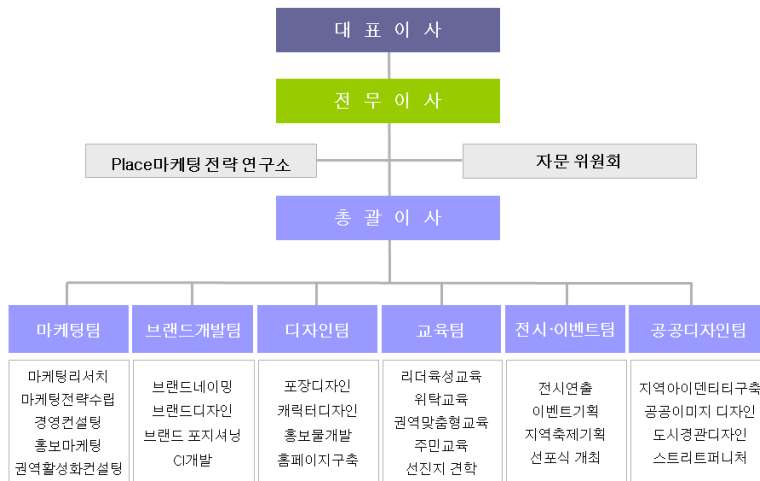 대 표 이 사
전 무 이 사
Place마케팅 전략 연구소
자문 위원회
총 괄 이 사
마케팅팀
브랜드개발팀
디자인팀
교육팀
전시·이벤트팀
공공디자인팀
마케팅리서치
마케팅전략수립
경영컨설팅
홍보마케팅
권역활성화컨설팅
브랜드네이밍
브랜드디자인
브랜드 포지셔닝
CI개발
포장디자인
캐릭터디자인
홍보물개발
홈페이지구축
리더육성교육
위탁교육
권역맞춤형교육
주민교육
선진지 견학
전시연출
이벤트기획
지역축제기획
선포식 개최
지역아이덴티티구축
공공이미지 디자인
도시경관디자인
스트리트퍼니처